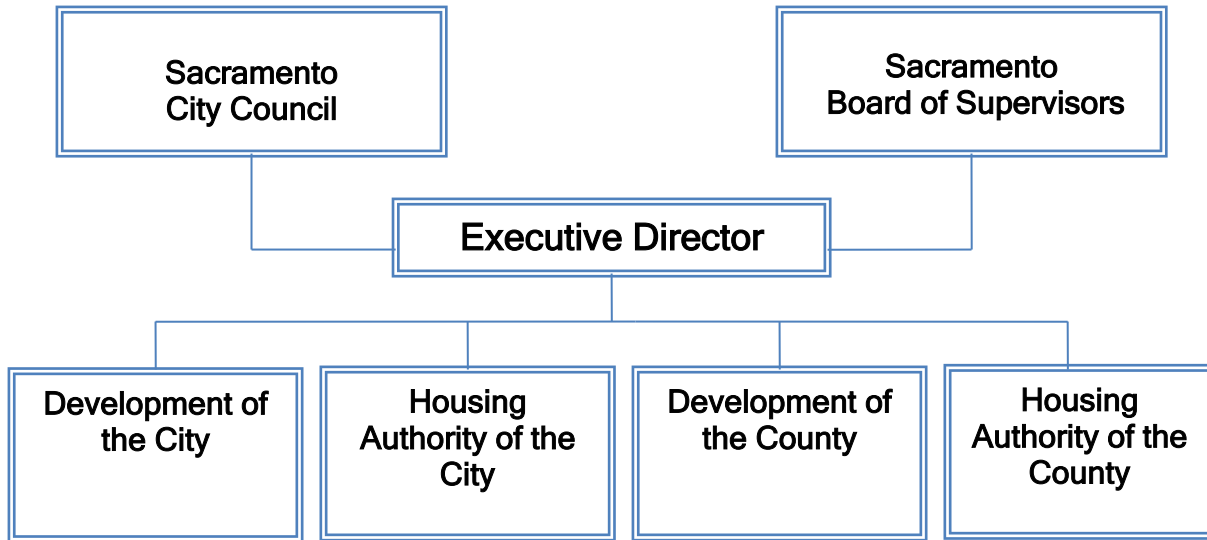 Sacramento
City Council
Sacramento
Board of Supervisors
Executive Director
Development of
the City
Housing
Authority of the
City
Development of
the County
Housing
Authority of the
County